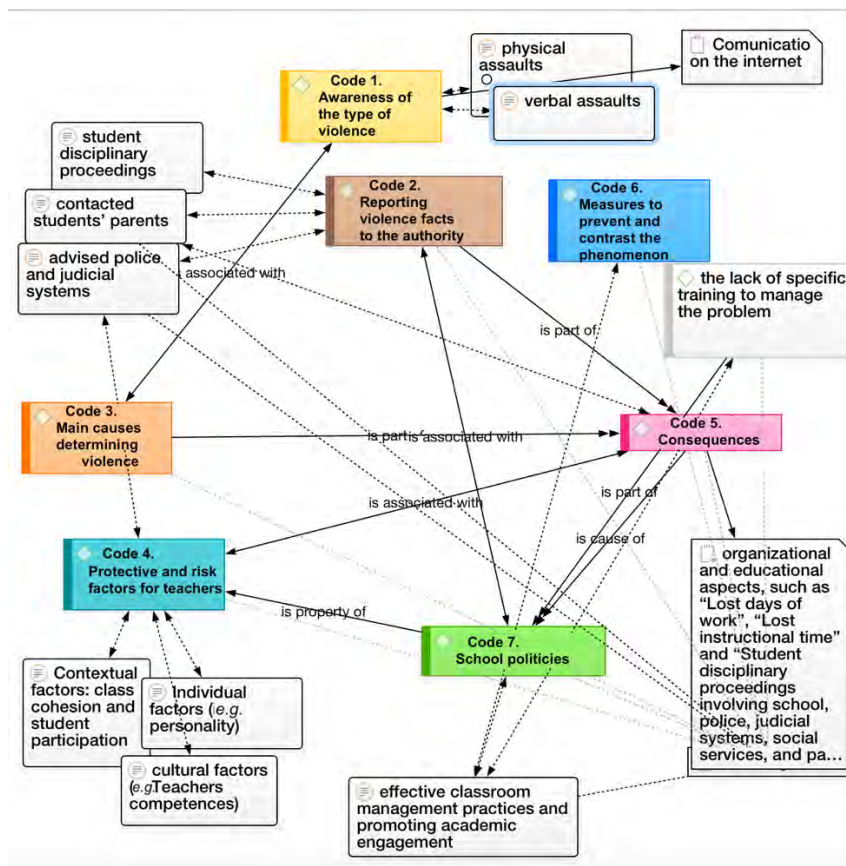 physical
assaults
Comunicatio
on the internet
Code 1.
Awareness of
the type of
violence
verbal assaults
student
disciplinary
proceedings
contacted
students' parents
advised police
and judicial
systems
Code 2.
Reporting
violence facts
to the authority
Code 6.
Measures to
prevent and
contrast the
phenomenon
associated with
the lack of specific
training to manage
the problem
is part of
Code 3.
Main causes
determining
violence
is part
is associated with
Code 5.
Consequences
is associated with
is part of
is cause of
Code 4.
Protective and risk
factors for teachers
is property of
Code 7.
School politicies
organizational
and educational
aspects, such as
“Lost days of
work”, “Lost
instructional time”
and “Student
disciplinary
proceedings
involving school,
police, judicial
systems, social
services, and pa...
Contextual
factors: class
cohesion and
student
participation
Individual
factors (i.e.g.
personality)
cultural factors
(e.g.Teachers
competences)
effective classroom
management practices and
promoting academic
engagement